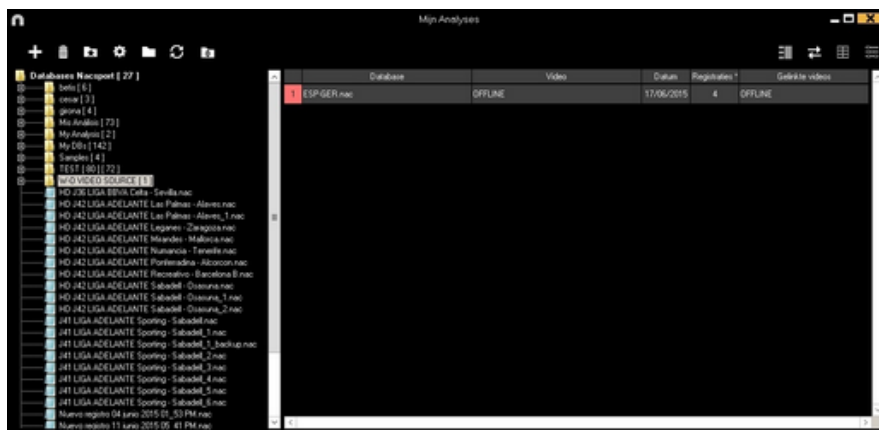 Mijn Analyses
Databases Nacsport [ 27 ]
betis [ 6 ]
cesar [ 3 ]
girona [ 4 ]
Mis Análisis [ 73 ]
My Analysis [ 2 ]
My DBs [ 142 ]
Samples [ 4 ]
TEST [ 80 ] [ 72 ]
W-O VIDEO SOURCE [ 1 ]
HD J36 LIGA BBVA Celta - Sevilla.nac
HD J42 LIGA ADELANTE Las Palmas - Alaves.nac
HD J42 LIGA ADELANTE Las Palmas - Alaves_1.nac
HD J42 LIGA ADELANTE Leganes - Zaragoza.nac
HD J42 LIGA ADELANTE Mirandes - Mallorca.nac
HD J42 LIGA ADELANTE Numancia - Tenerife.nac
HD J42 LIGA ADELANTE Ponferradina - Alcorcon.nac
HD J42 LIGA ADELANTE Recreativo - Barcelona B.nac
HD J42 LIGA ADELANTE Sabadell - Osasuna.nac
HD J42 LIGA ADELANTE Sabadell - Osasuna_1.nac
HD J42 LIGA ADELANTE Sabadell - Osasuna_2.nac
J41 LIGA ADELANTE Sporting - Sabadell.nac
J41 LIGA ADELANTE Sporting - Sabadell_1.nac
J41 LIGA ADELANTE Sporting - Sabadell_1_backup.nac
J41 LIGA ADELANTE Sporting - Sabadell_2.nac
J41 LIGA ADELANTE Sporting - Sabadell_3.nac
J41 LIGA ADELANTE Sporting - Sabadell_4.nac
J41 LIGA ADELANTE Sporting - Sabadell_5.nac
J41 LIGA ADELANTE Sporting - Sabadell_6.nac
Nuevo registro 04 junio 2015 01_53 PM.nac
Nuevo registro 11 junio 2015 05_41 PM.nac
Database Video Datum Registraties * Gelinkte videos
1 ESP-GER.nac OFFLINE 17/06/2015 4 OFFLINE